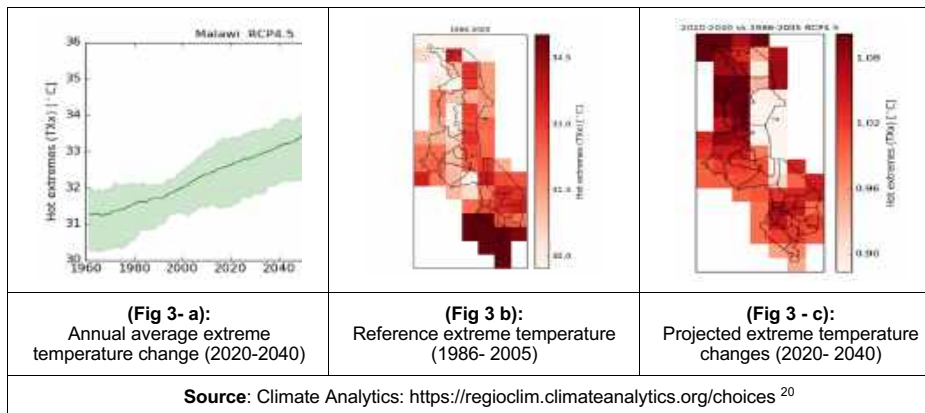 Malawi RCP4.5
36
35
34
33
32
31
30
Hot extremes (TXx) [°C]
1960 1980 2000 2020 2040
1986-2020
34.5
33.0
Hot extremes (TXx) [°C]
2020-2040 vs 1986-2005 RCP4.5
1.08
1.02
0.96
0.90
Hot extremes (TXx) [°C]
(Fig 3- a):
Annual average extreme
temperature change (2020-2040)
(Fig 3 b):
Reference extreme temperature
(1986- 2005)
(Fig 3 - c):
Projected extreme temperature
changes (2020- 2040)
Source: Climate Analytics: https://regioclim.climateanalytics.org/choices 20